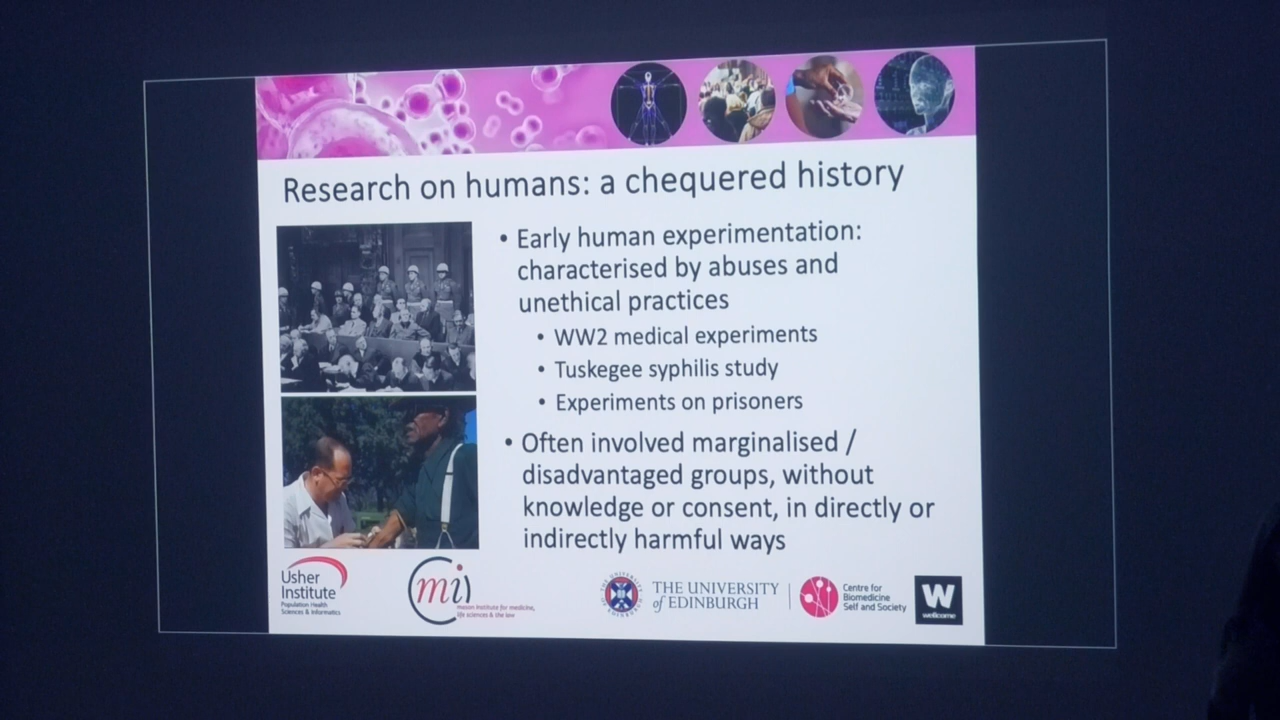 Research on humans: a chequered history
• Early human experimentation:
characterised by abuses and
unethical practices
• WW2 medical experiments
• Tuskegee syphilis study
• Experiments on prisoners
• Often involved marginalised /
disadvantaged groups, without
knowledge or consent, in directly or
indirectly harmful ways
Usher
Institute
Population Health
Sciences & Informatics
mi
mason institute for medicine,
life sciences & the law
THE UNIVERSITY
of EDINBURGH
Centre for
Biomedicine
Self and Society
W
wellcome